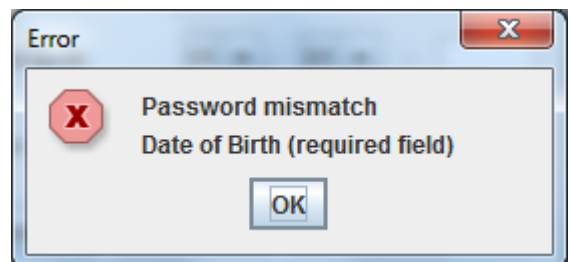 Error
Password mismatch
Date of Birth (required field)
OK